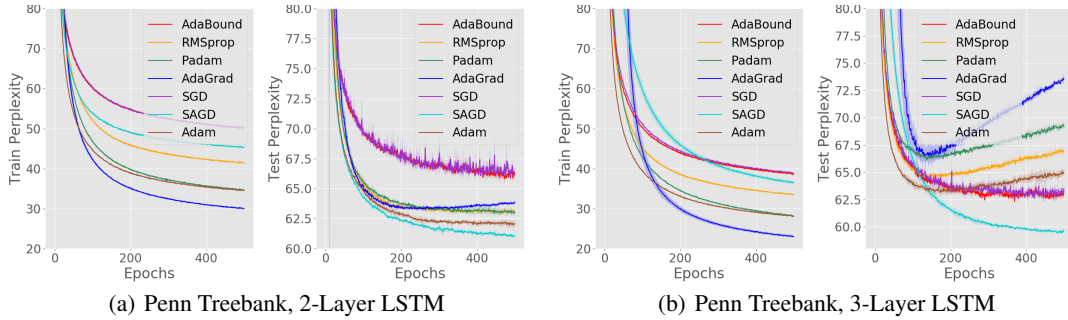 80
70
60
50
40
30
20
Train Perplexity
0
200
400
Epochs
AdaBound
RMSprop
Padam
AdaGrad
SGD
SAGD
Adam
80.0
77.5
75.0
72.5
70.0
67.5
65.0
62.5
60.0
Test Perplexity
0
200
400
Epochs
AdaBound
RMSprop
Padam
AdaGrad
SGD
SAGD
Adam
(a) Penn Treebank, 2-Layer LSTM
80
70
60
50
40
30
20
Train Perplexity
0
200
400
Epochs
AdaBound
RMSprop
Padam
AdaGrad
SGD
SAGD
Adam
80.0
77.5
75.0
72.5
70.0
67.5
65.0
62.5
60.0
Test Perplexity
0
200
400
Epochs
AdaBound
RMSprop
Padam
AdaGrad
SGD
SAGD
Adam
(b) Penn Treebank, 3-Layer LSTM